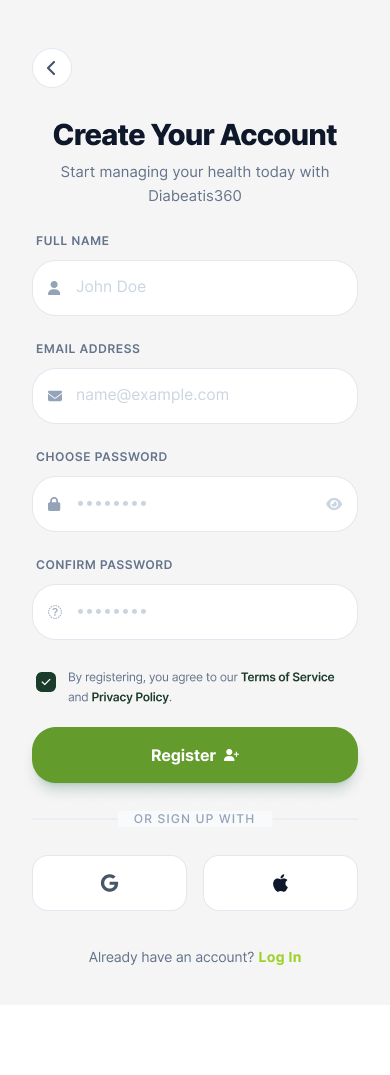 Create Your Account
Start managing your health today with
Diabeatis360
FULL NAME
John Doe
EMAIL ADDRESS
name@example.com
CHOOSE PASSWORD
••••••••
CONFIRM PASSWORD
••••••••
By registering, you agree to our Terms of Service
and Privacy Policy.
Register
OR SIGN UP WITH
Already have an account? Log In